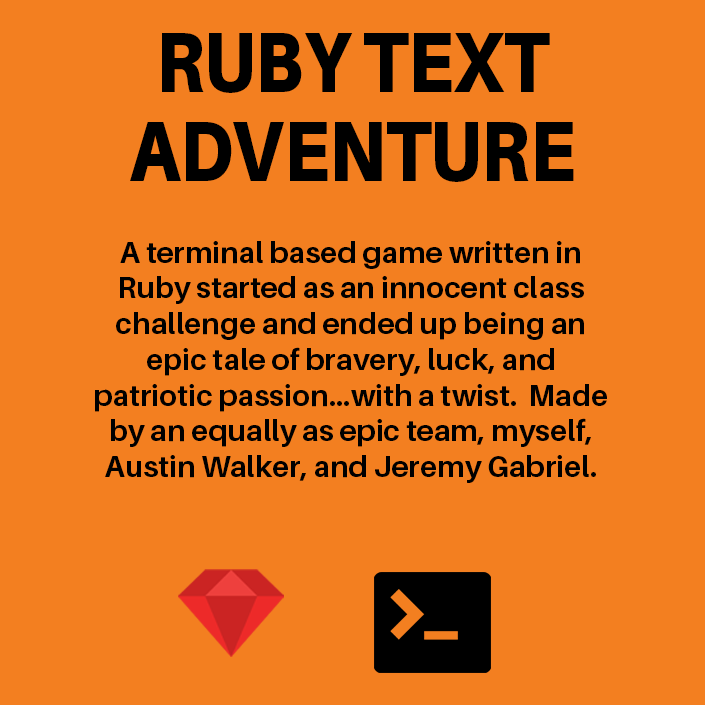 RUBY TEXT
ADVENTURE
A terminal based game written in
Ruby started as an innocent class
challenge and ended up being an
epic tale of bravery, luck, and
patriotic passion...with a twist.  Made
by an equally as epic team, myself,
Austin Walker, and Jeremy Gabriel.
>_